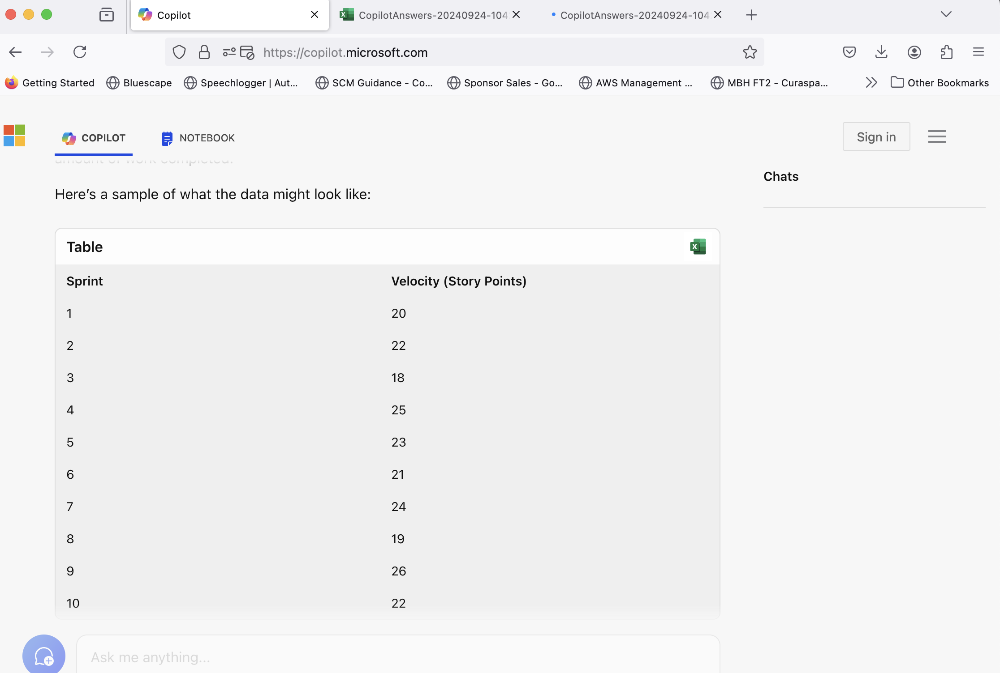 Copilot
CopilotAnswers-20240924-104
CopilotAnswers-20240924-104
https://copilot.microsoft.com
Getting Started
Bluescape
Speechlogger | Aut...
SCM Guidance - Co...
Sponsor Sales - Go...
AWS Management ...
MBH FT2 - Curaspa...
Other Bookmarks
COPILOT
NOTEBOOK
Sign in
amount of work completed.
Chats
Here’s a sample of what the data might look like:
Table
Sprint Velocity (Story Points)
1 20
2 22
3 18
4 25
5 23
6 21
7 24
8 19
9 26
10 22
Ask me anything...